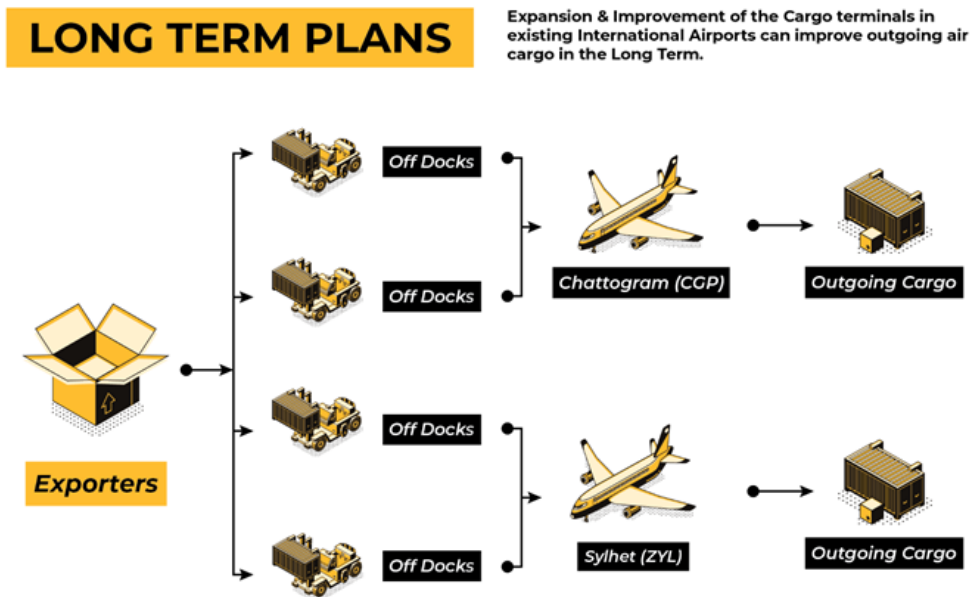 LONG TERM PLANS
Expansion & Improvement of the Cargo terminals in
existing International Airports can improve outgoing air
cargo in the Long Term.
Off Docks
Off Docks
Chattogram (CGP)
Outgoing Cargo
Exporters
Off Docks
Off Docks
Sylhet (ZYL)
Outgoing Cargo